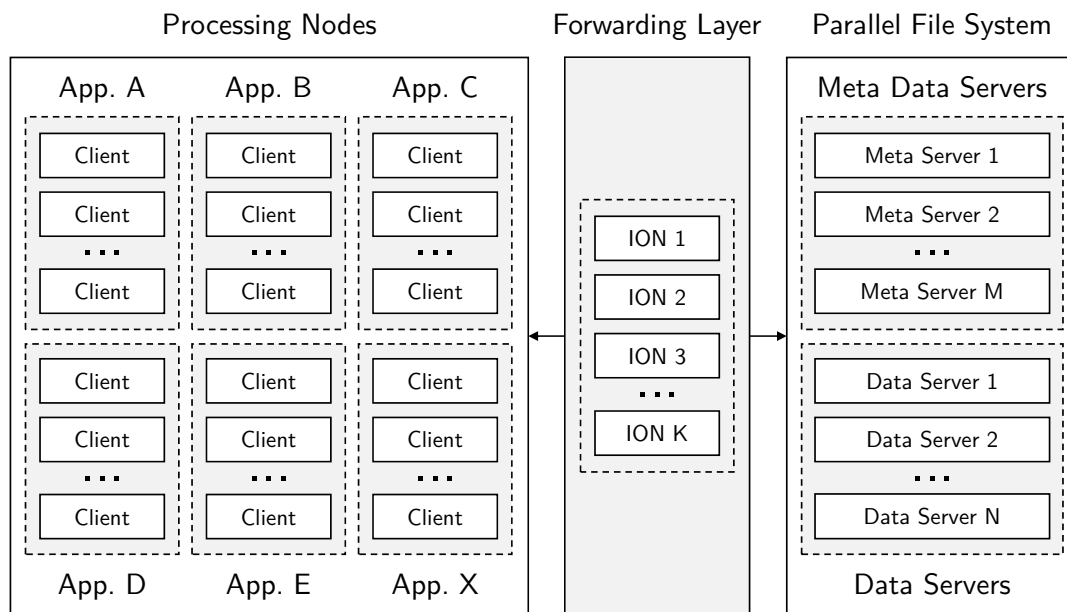 Processing Nodes
App. A
App. B
App. C
Client
Client
Client
Client
Client
Client
...
...
...
Client
Client
Client
Client
Client
Client
Client
Client
Client
...
...
...
Client
Client
Client
App. D
App. E
App. X
Forwarding Layer
ION 1
ION 2
ION 3
...
ION K
Parallel File System
Meta Data Servers
Meta Server 1
Meta Server 2
...
Meta Server M
Data Server 1
Data Server 2
...
Data Server N
Data Servers